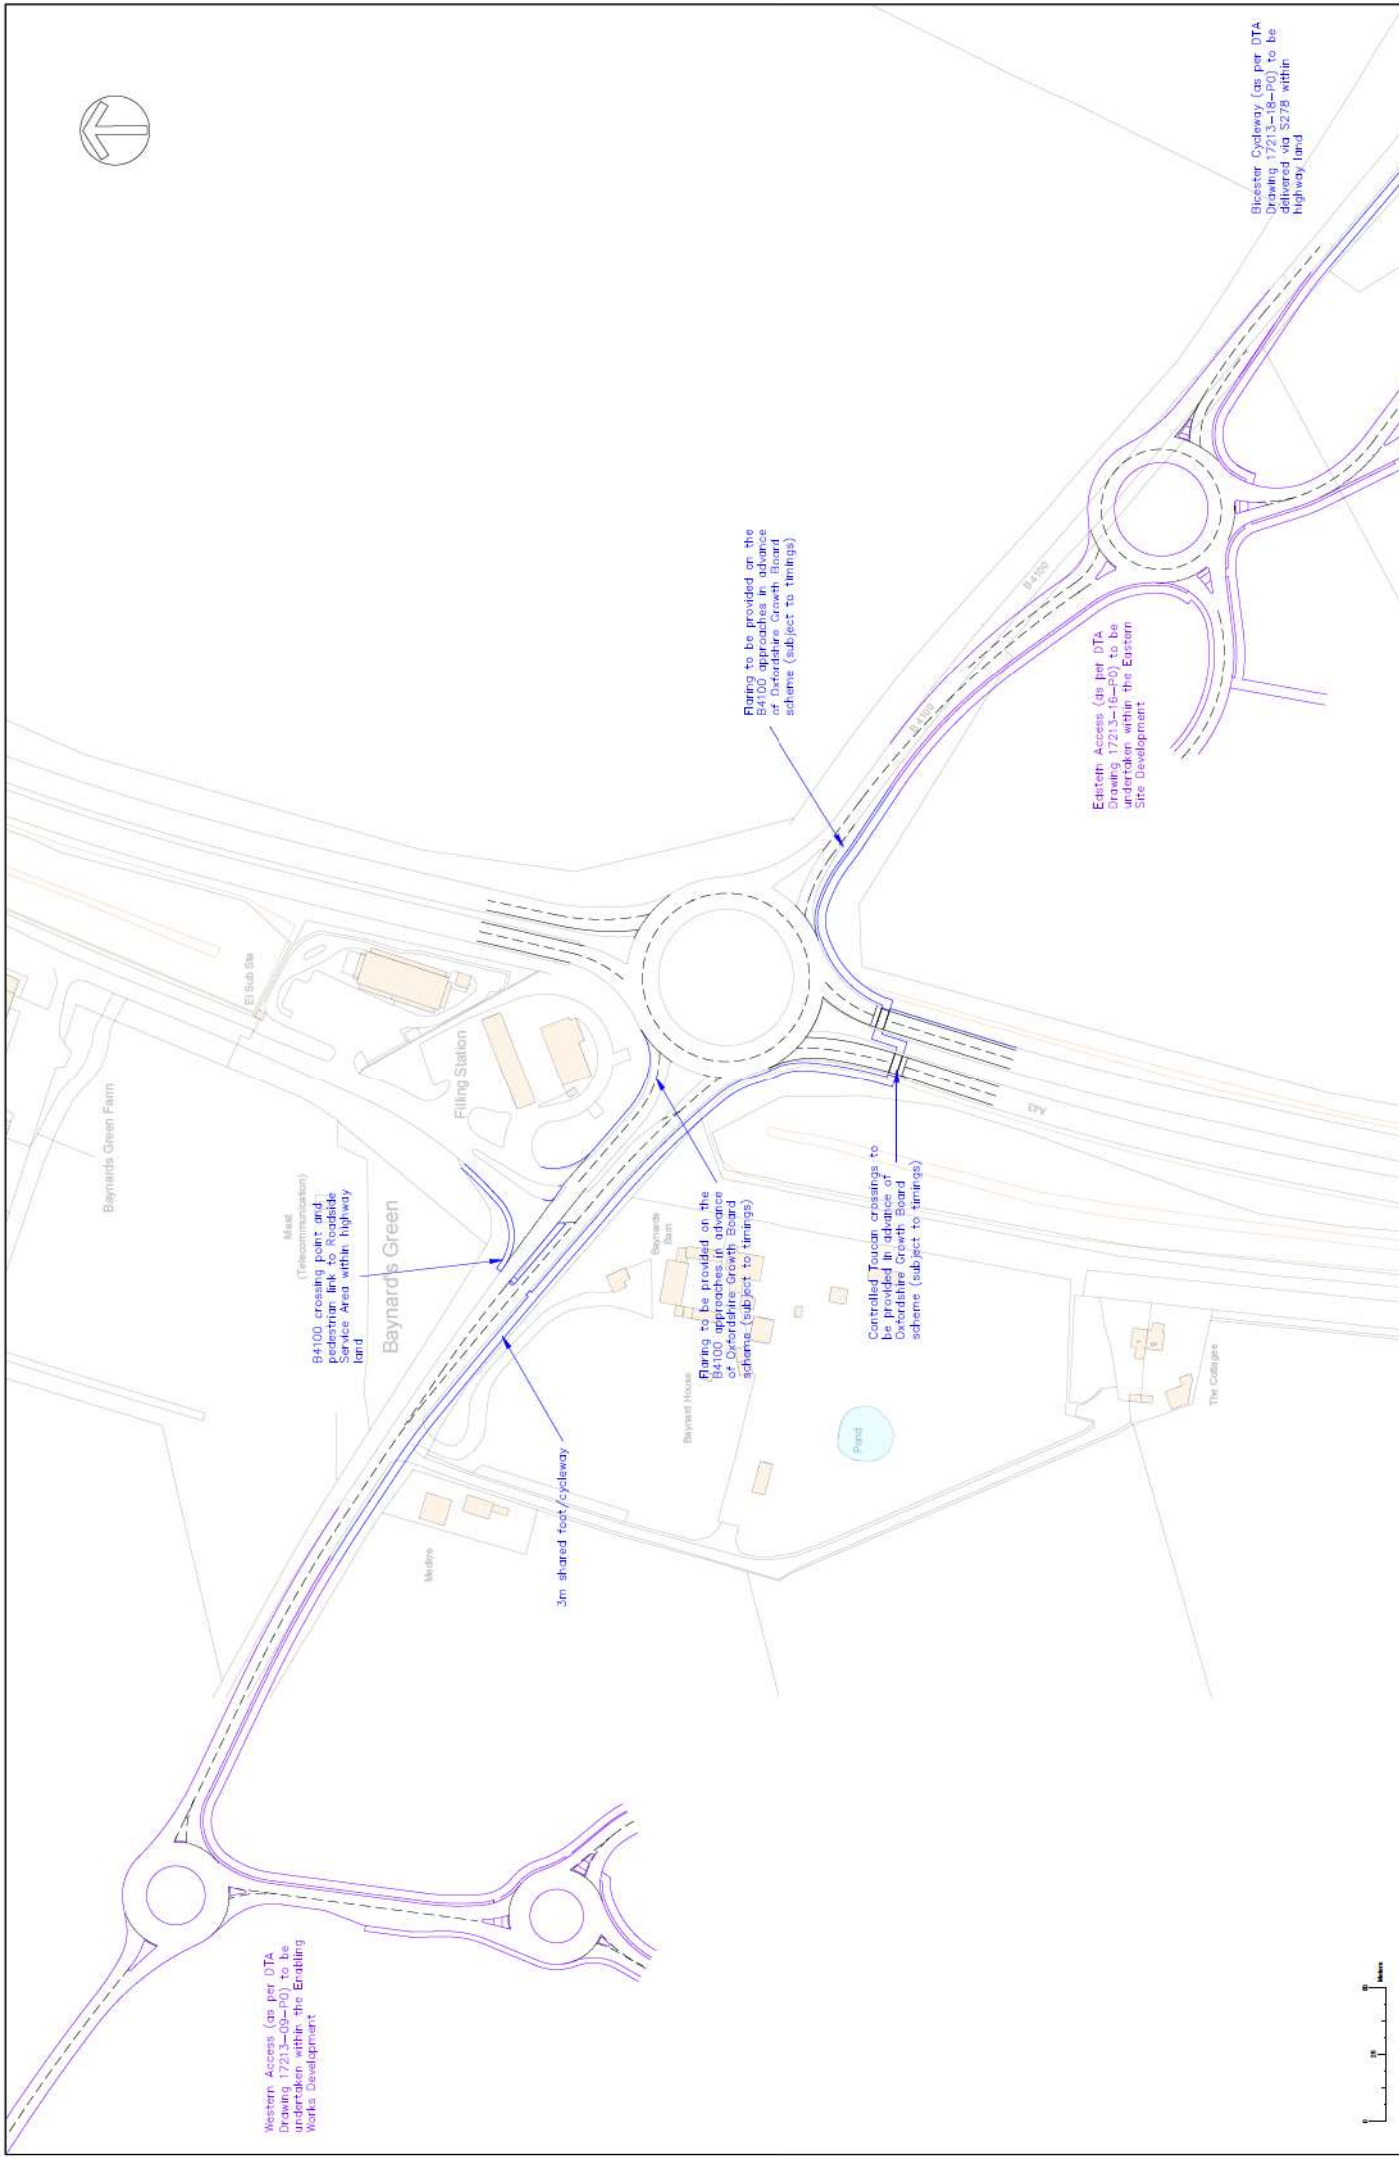 Bicester Cycleway (as per DTA
Drawing 17213-18-P0) to be
delivered via S278 within
highway land
Flaring to be provided on the
B4100 approaches in advance
of Oxfordshire Growth Board
scheme (subject to timings)
B 4100
B 4100
Eastern Access (as per DTA
Drawing 17213-16-P0) to be
undertaken within the Eastern
Site Development
El Sub Sta
Filling Station
Baynards Green Farm
Mast
(Telecommunication)
Baynard's Green
B4100 crossing point and
pedestrian link to Roadside
Service Area within highway
land
A43
Baynards
Barn
Flaring to be provided on the
B4100 approaches in advance
of Oxfordshire Growth Board
scheme (subject to timings)
Controlled Toucan crossings to
be provided in advance of
Oxfordshire Growth Board
scheme (subject to timings)
Baynard House
Pond
The Cottages
3m shared foot/cycleway
Western Access (as per DTA
Drawing 17213-09-P0) to be
undertaken within the Enabling
Works Development
0
25
50
Meters